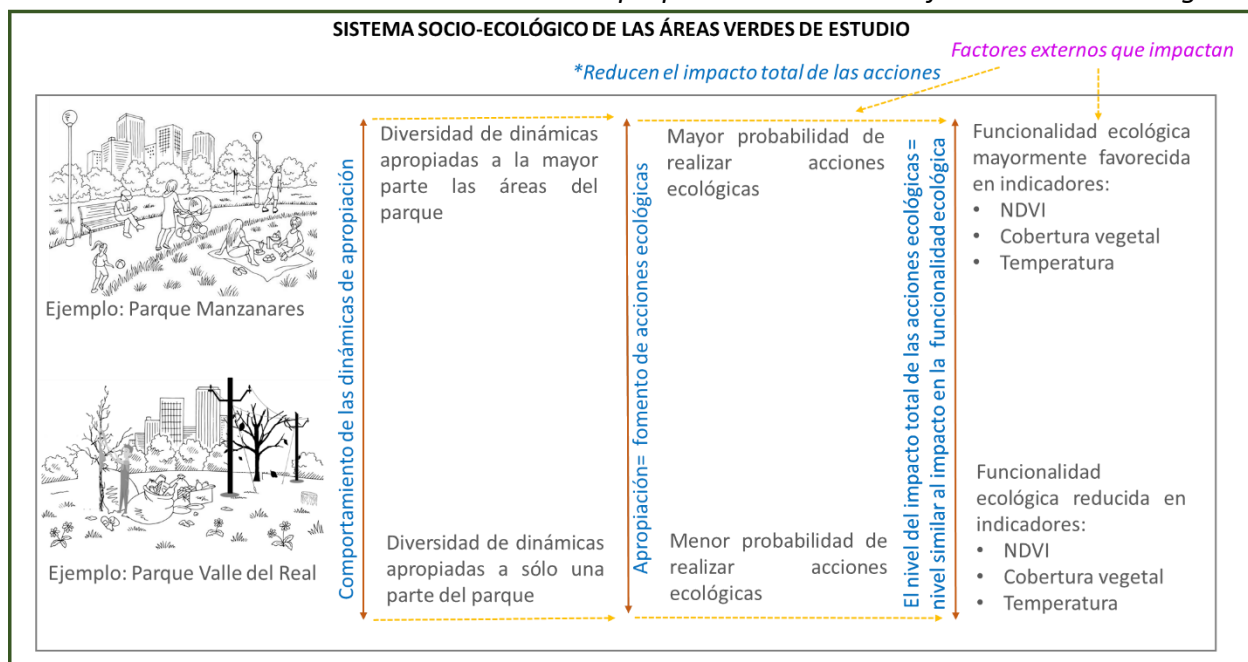 SISTEMA SOCIO-ECOLÓGICO DE LAS ÁREAS VERDES DE ESTUDIO
Factores externos que impactan
*Reducen el impacto total de las acciones
Ejemplo: Parque Manzanares
Ejemplo: Parque Valle del Real
Comportamiento de las dinámicas de apropiación
Diversidad de dinámicas
apropiadas a la mayor
parte las áreas del
parque
Diversidad de dinámicas
apropiadas a sólo una
parte del parque
Apropiación= fomento de acciones ecológicas
Mayor probabilidad de
realizar acciones
ecológicas
Menor probabilidad de
realizar acciones
ecológicas
El nivel del impacto total de las acciones ecológicas=
nivel similar al impacto en la funcionalidad ecológica
Funcionalidad ecológica
mayormente favorecida
en indicadores:
• NDVI
• Cobertura vegetal
• Temperatura
Funcionalidad
ecológica reducida en
indicadores:
• NDVI
• Cobertura vegetal
• Temperatura